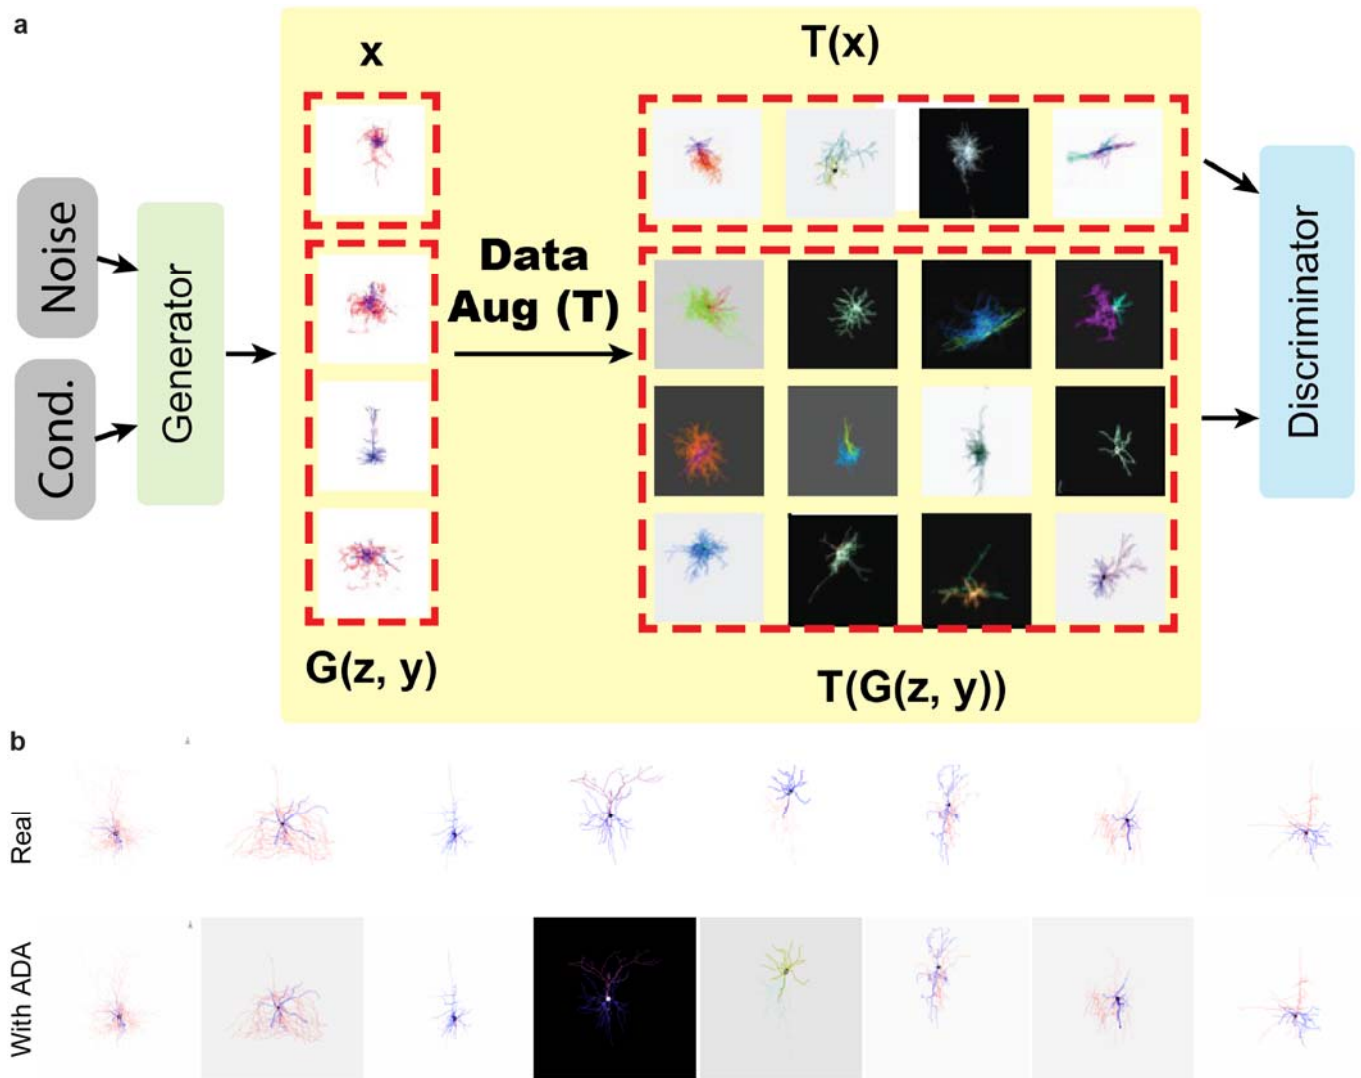 a
x
T(x)
Noise
Cond.
Generator
Data
Aug (T)
Discriminator
G(z, y)
T(G(z, y))
b
Real
With ADA